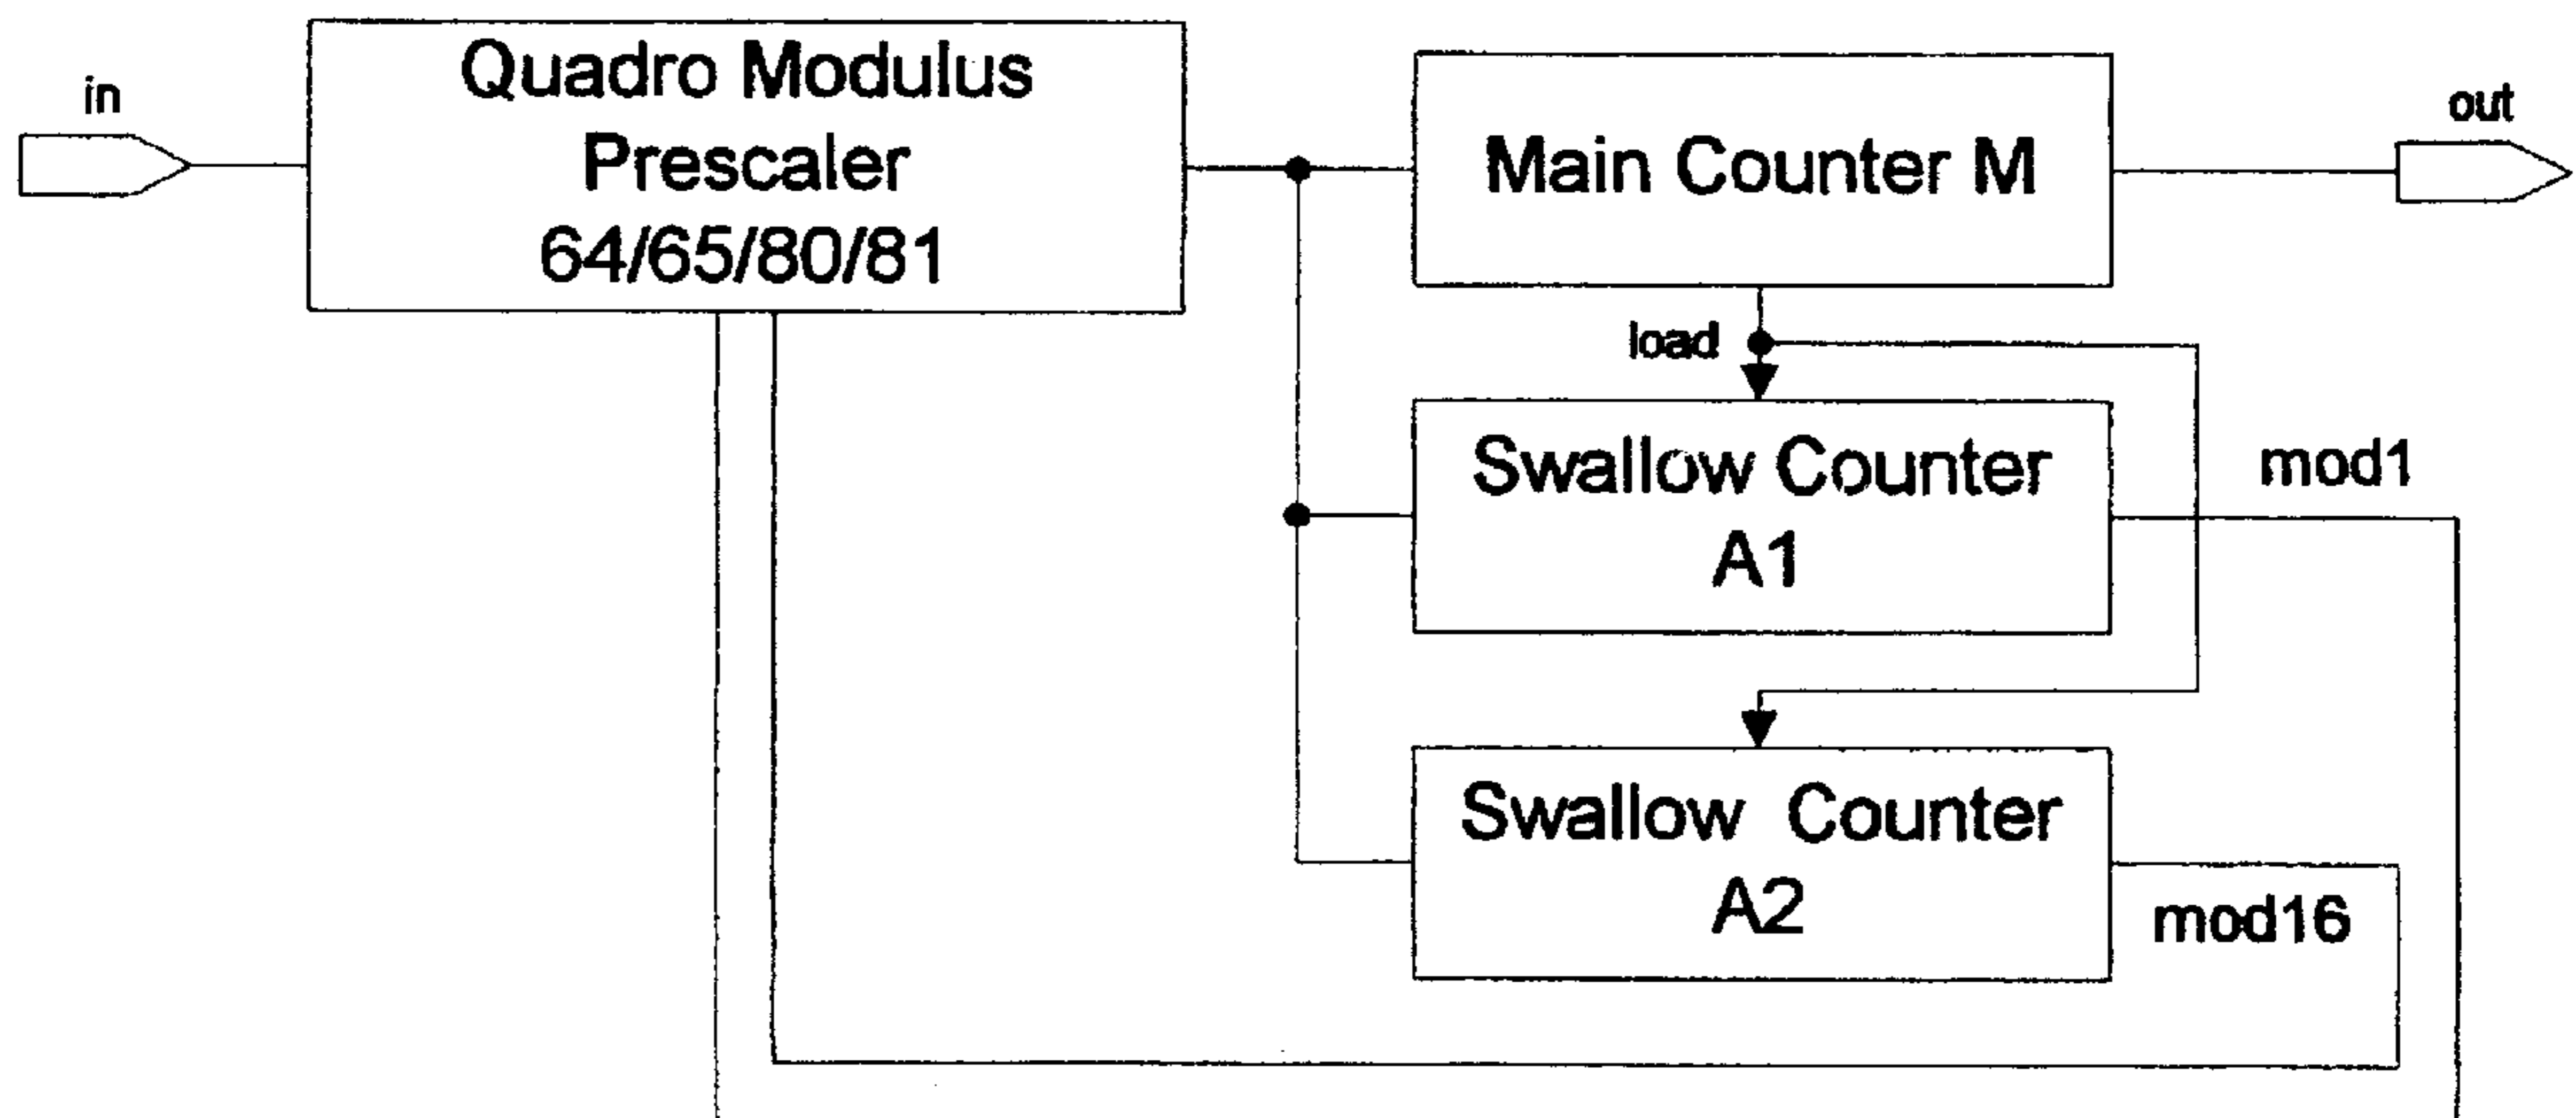 in
Quadro Modulus
Prescaler
64/65/80/81
Main Counter M
out
load
Swallow Counter
A1
mod1
Swallow Counter
A2
mod16